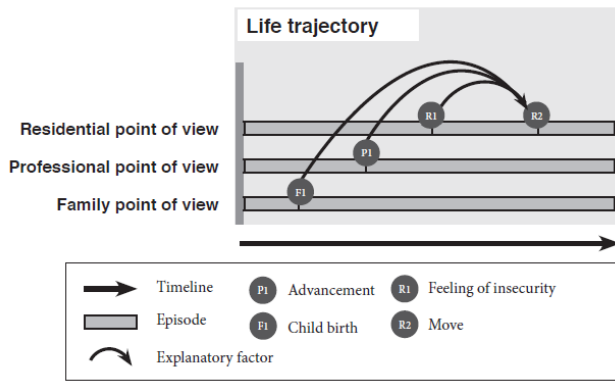 Life trajectory
R1
R2
Residential point of view
P1
Professional point of view
F1
Family point of view
Timeline
P1 Advancement
R1 Feeling of insecurity
Episode
F1 Child birth
R2 Move
Explanatory factor